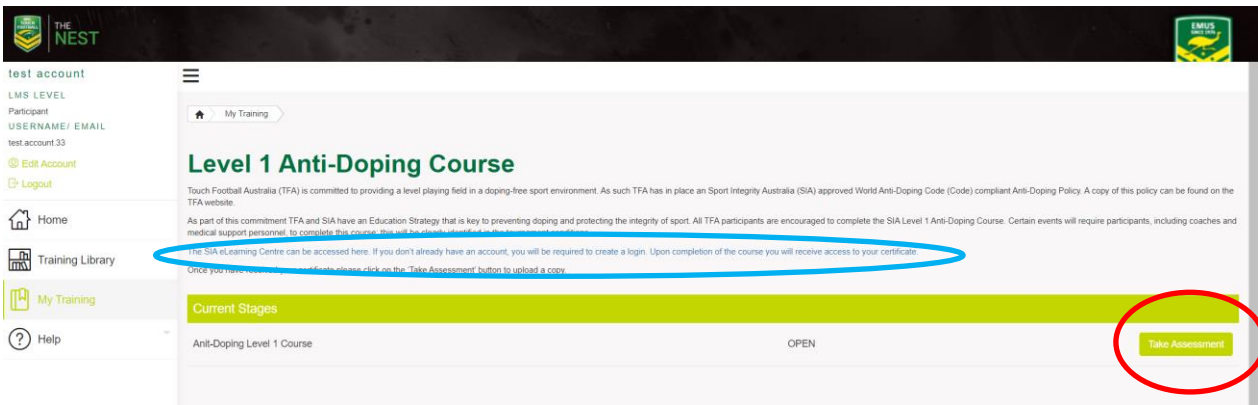 TOUCH FOOTBALL
THE
NEST
EMUS
SINCE 1976
test account
LMS LEVEL
Participant
USERNAME/ EMAIL
test.account.33
Edit Account
Logout
Home
Training Library
My Training
Help
My Training
Level 1 Anti-Doping Course
Touch Football Australia (TFA) is committed to providing a level playing field in a doping-free sport environment. As such TFA has in place an Sport Integrity Australia (SIA) approved World Anti-Doping Code (Code) compliant Anti-Doping Policy. A copy of this policy can be found on the
TFA website.
As part of this commitment TFA and SIA have an Education Strategy that is key to preventing doping and protecting the integrity of sport. All TFA participants are encouraged to complete the SIA Level 1 Anti-Doping Course. Certain events will require participants, including coaches and
medical support personnel, to complete this course; this will be clearly identified in the tournament conditions.
The SIA eLearning Centre can be accessed here. If you don't already have an account, you will be required to create a login. Upon completion of the course you will receive access to your certificate.
Once you have received your certificate please click on the 'Take Assessment' button to upload a copy.
Current Stages
Anit-Doping Level 1 Course OPEN Take Assessment